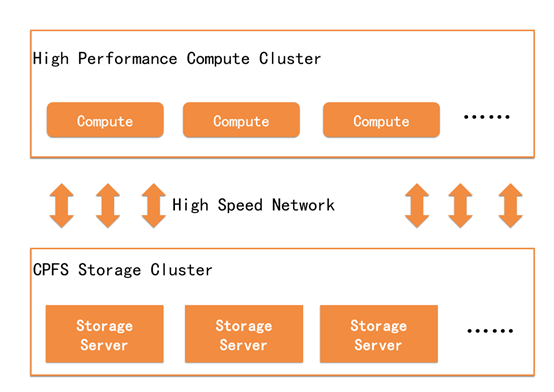 High Performance Compute Cluster
Compute Compute Compute ......
High Speed Network
CPFS Storage Cluster
Storage Storage Storage
Server Server Server ......